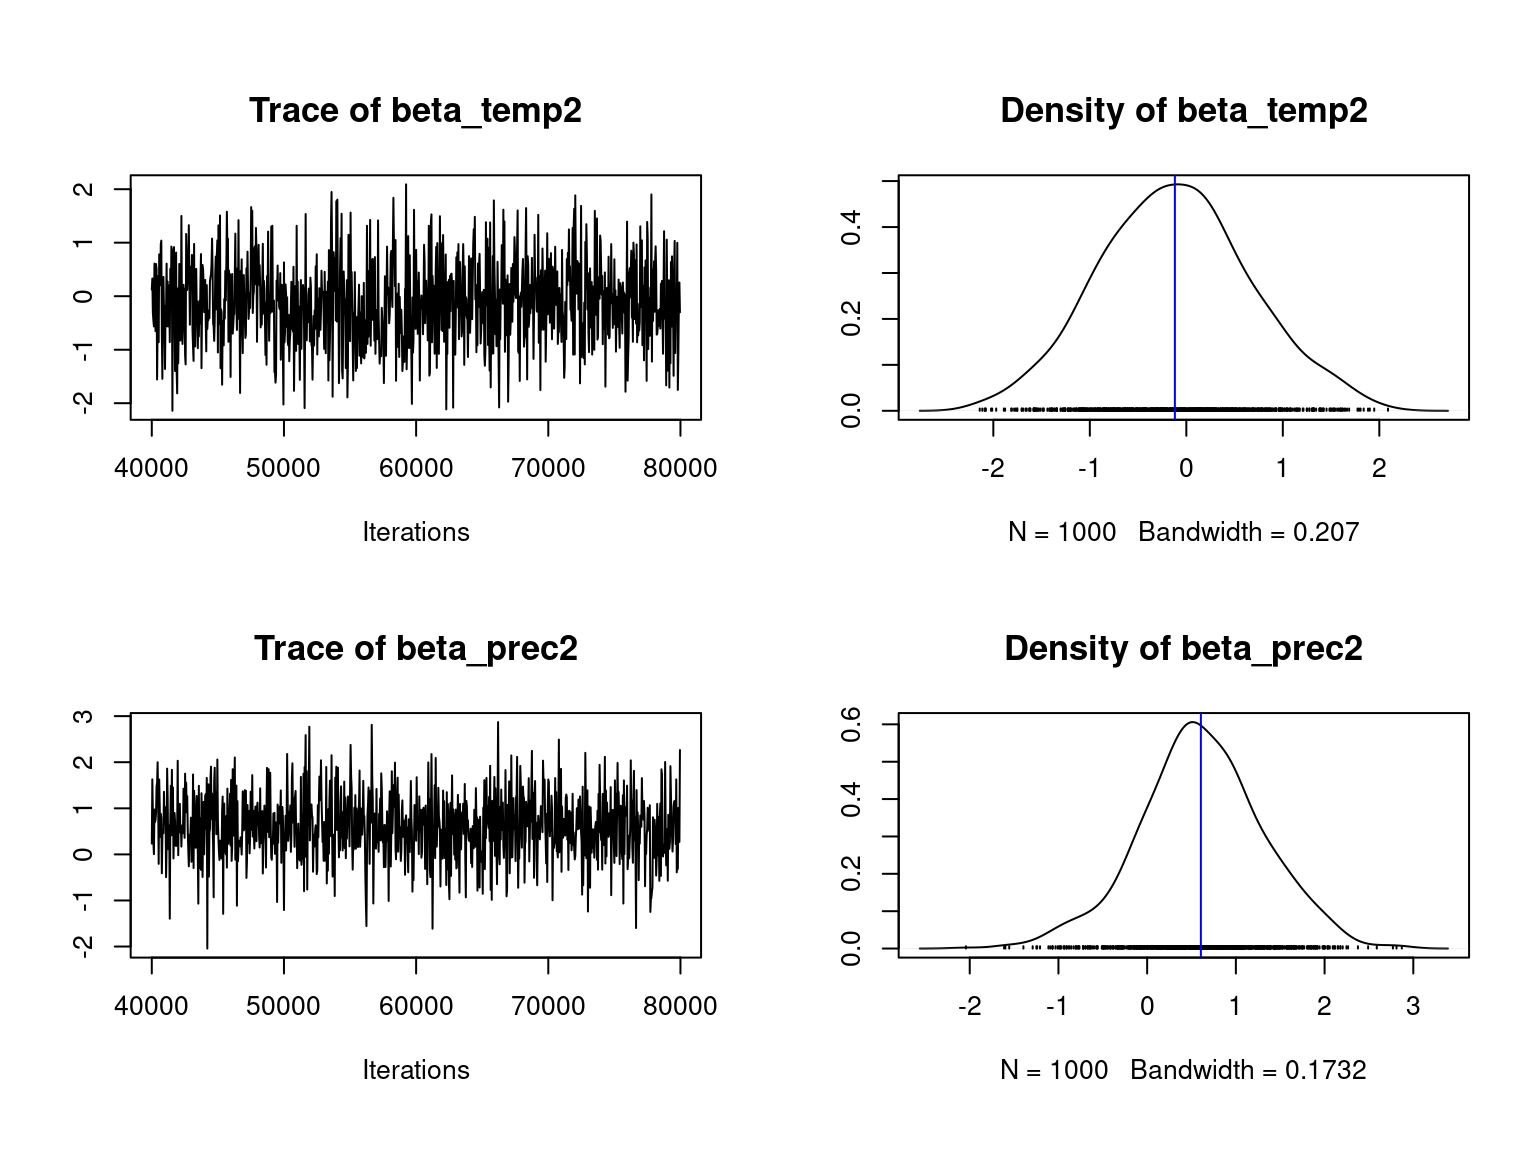 Trace of beta_temp2
2
1
0
-1
-2
40000 50000 60000 70000 80000
Iterations
Density of beta_temp2
0.4
0.2
0.0
-2 -1 0 1 2
N = 1000 Bandwidth = 0.207
Trace of beta_prec2
3
2
1
0
-1
-2
40000 50000 60000 70000 80000
Iterations
Density of beta_prec2
0.6
0.4
0.2
0.0
-2 -1 0 1 2 3
N = 1000 Bandwidth = 0.1732